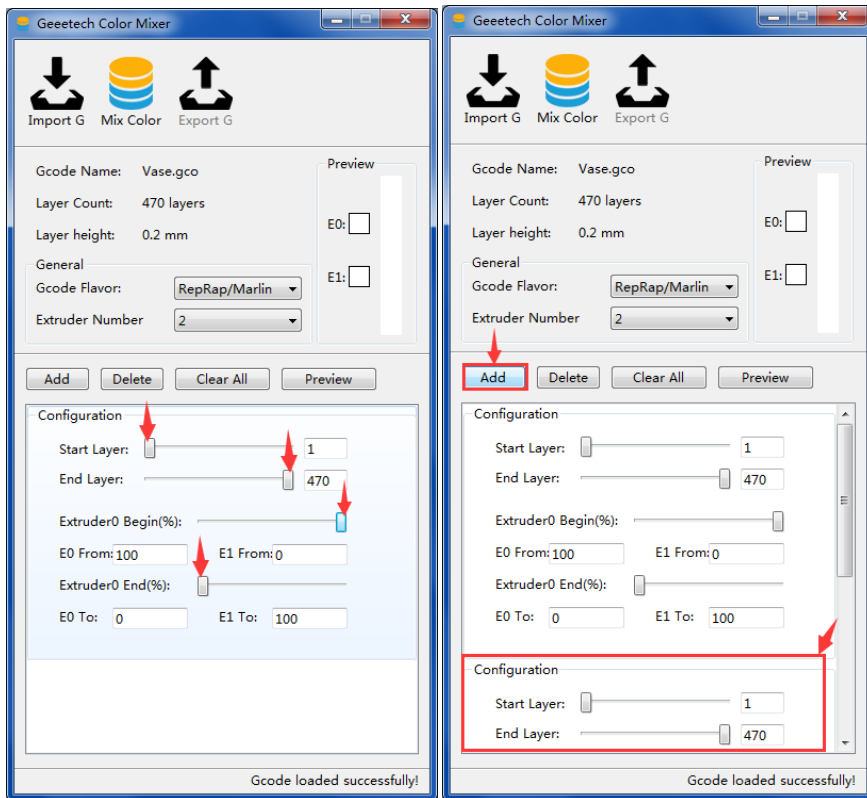 Geeetech Color Mixer
Import G Mix Color Export G
Gcode Name: Vase.gco
Layer Count: 470 layers
Layer height: 0.2 mm
Preview
E0:
E1:
General
Gcode Flavor: RepRap/Marlin
Extruder Number 2
Add Delete Clear All Preview
Configuration
Start Layer: 1
End Layer: 470
Extruder0 Begin(%):
E0 From: 100 E1 From: 0
Extruder0 End(%):
E0 To: 0 E1 To: 100
Gcode loaded successfully!
Geeetech Color Mixer
Import G Mix Color Export G
Gcode Name: Vase.gco
Layer Count: 470 layers
Layer height: 0.2 mm
Preview
E0:
E1:
General
Gcode Flavor: RepRap/Marlin
Extruder Number 2
Add Delete Clear All Preview
Configuration
Start Layer: 1
End Layer: 470
Extruder0 Begin(%):
E0 From: 100 E1 From: 0
Extruder0 End(%):
E0 To: 0 E1 To: 100
Configuration
Start Layer: 1
End Layer: 470
Gcode loaded successfully!